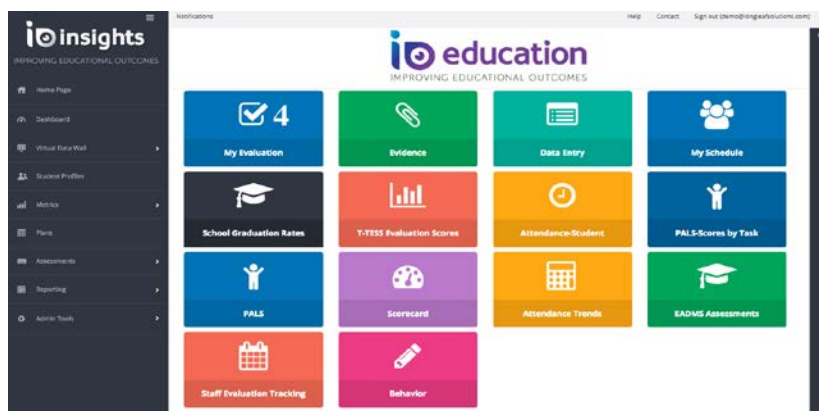 Notifications
Help
Contact
Sign out (demo@longleafsolutions.com)
io insights
IMPROVING EDUCATIONAL OUTCOMES
Home Page
Dashboard
Virtual Data Wall
Student Profiles
Metrics
Plans
Assessments
Reporting
Admin Tools
io education
IMPROVING EDUCATIONAL OUTCOMES
4
My Evaluation
Evidence
Data Entry
My Schedule
School Graduation Rates
T-TESS Evaluation Scores
Attendance-Student
PALS-Scores by Task
PALS
Scorecard
Attendance Trends
EADMS Assessments
Staff Evaluation Tracking
Behavior